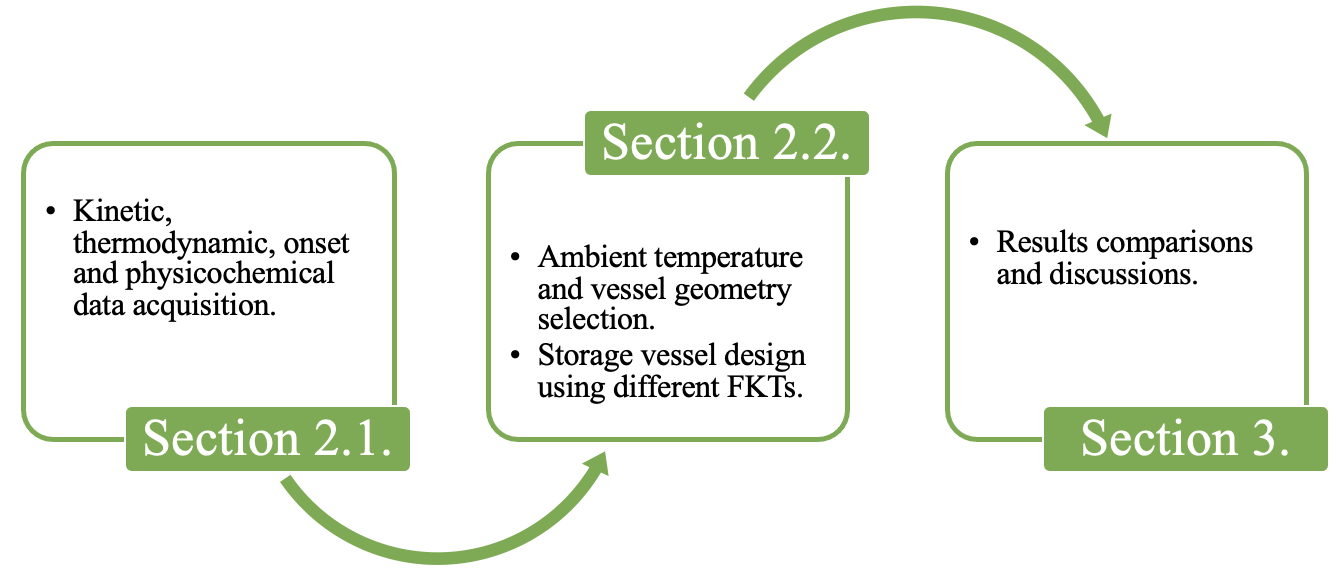 • Kinetic,
thermodynamic, onset
and physicochemical
data acquisition.
Section 2.1.
Section 2.2.
• Ambient temperature
and vessel geometry
selection.
• Storage vessel design
using different FKTs.
• Results comparisons
and discussions.
Section 3.